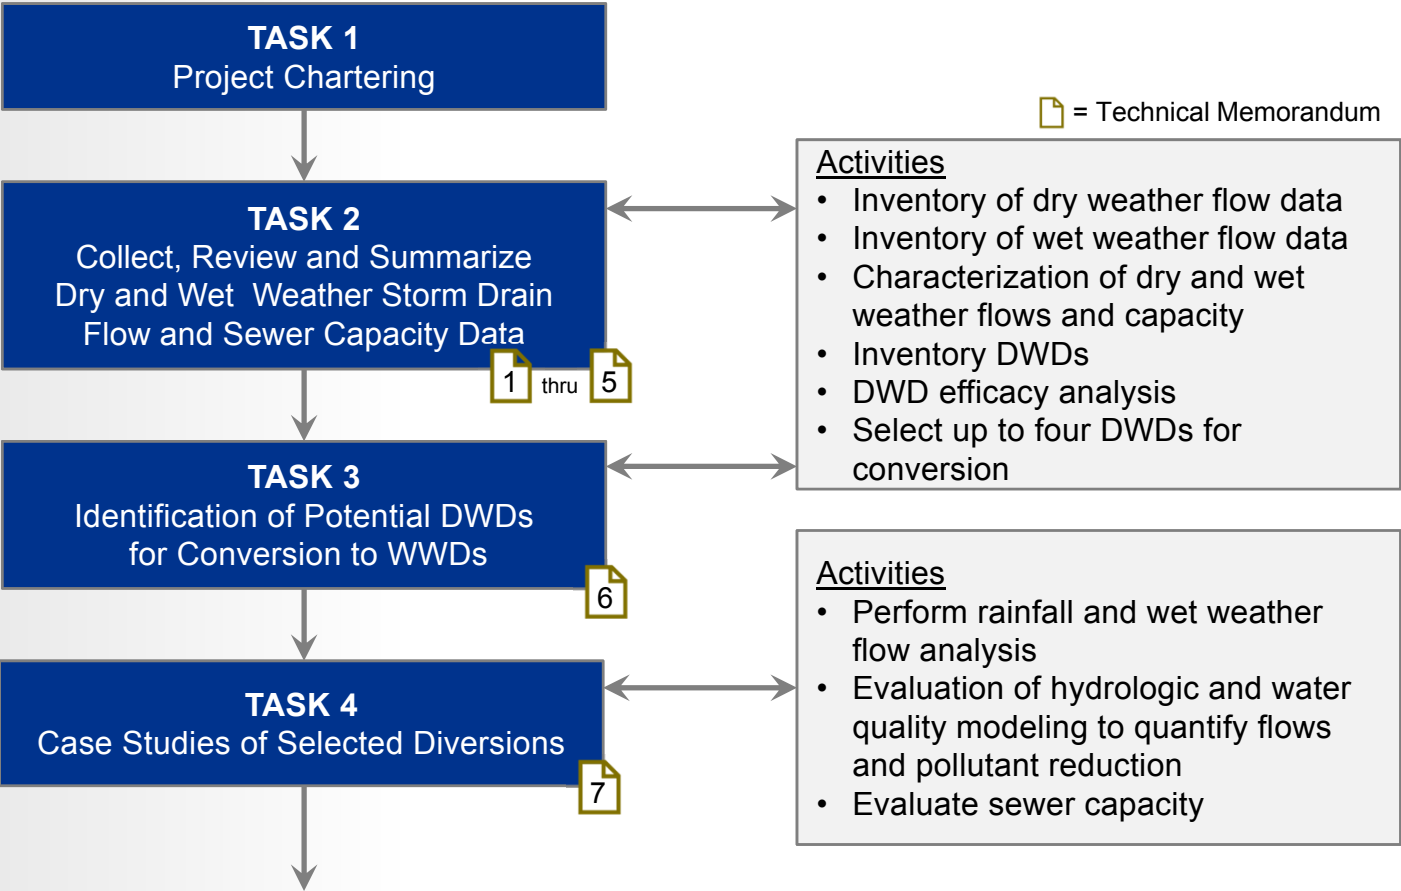 TASK 1
Project Chartering
= Technical Memorandum
TASK 2
Collect, Review and Summarize
Dry and Wet Weather Storm Drain
Flow and Sewer Capacity Data
1 thru 5
Activities
• Inventory of dry weather flow data
• Inventory of wet weather flow data
• Characterization of dry and wet
weather flows and capacity
• Inventory DWDs
• DWD efficacy analysis
• Select up to four DWDs for
conversion
TASK 3
Identification of Potential DWDs
for Conversion to WWDs
6
TASK 4
Case Studies of Selected Diversions
7
Activities
• Perform rainfall and wet weather
flow analysis
• Evaluation of hydrologic and water
quality modeling to quantify flows
and pollutant reduction
• Evaluate sewer capacity